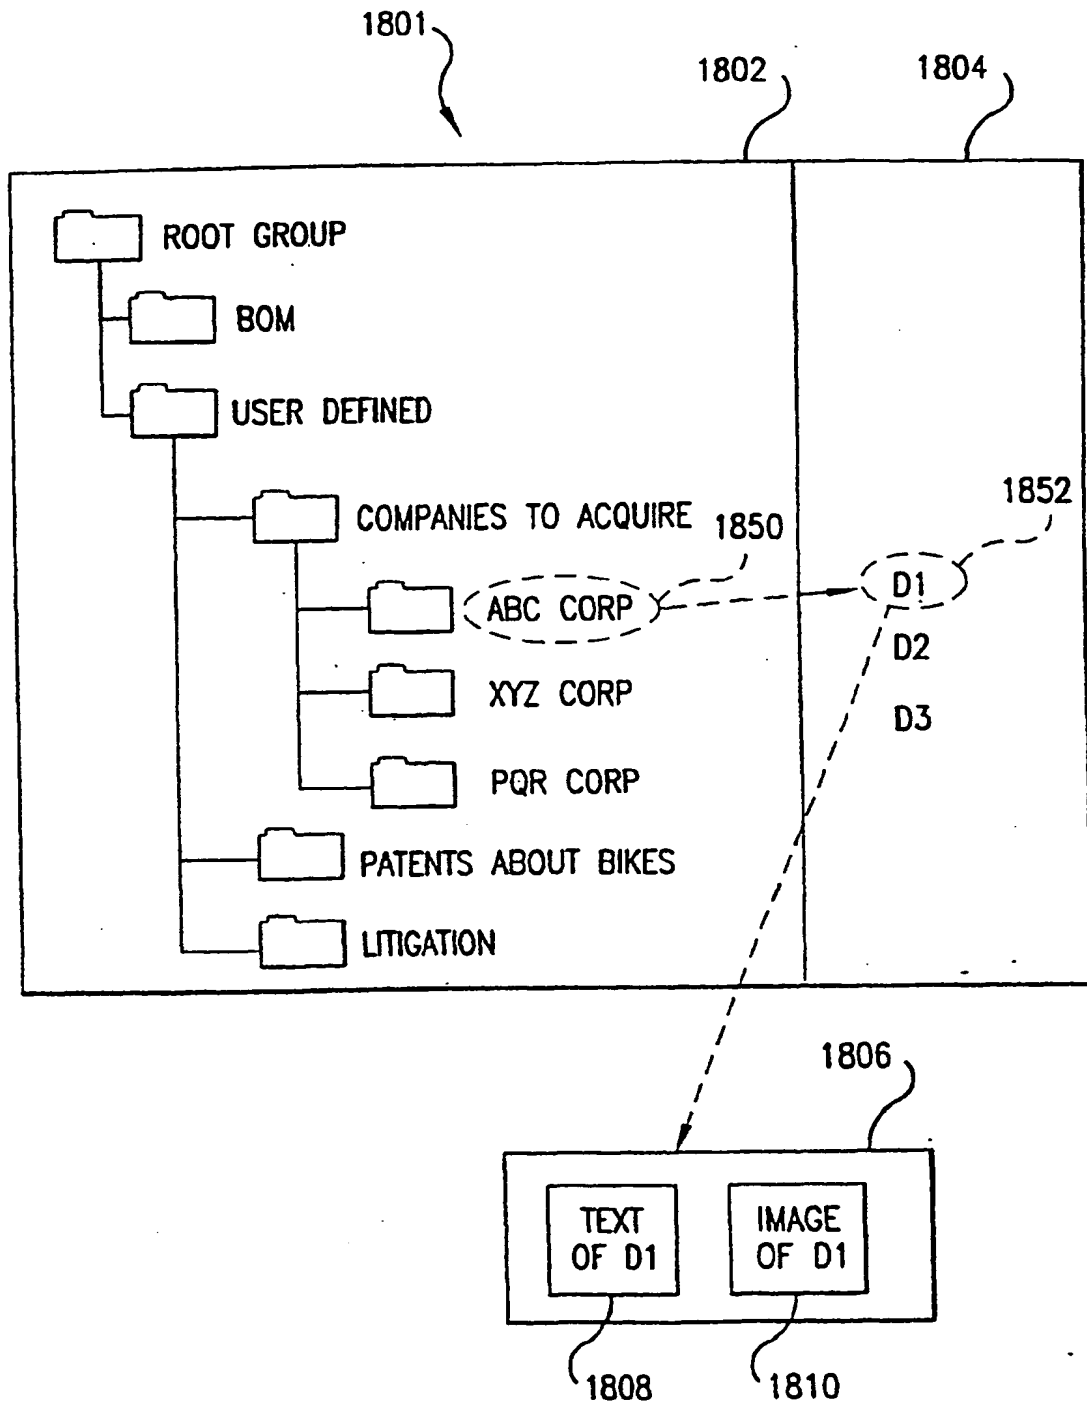 1801
1802
1804
ROOT GROUP
BOM
USER DEFINED
COMPANIES TO ACQUIRE
1850
1852
ABC CORP
D1
D2
XYZ CORP
D3
PQR CORP
PATENTS ABOUT BIKES
LITIGATION
1806
TEXT
OF D1
IMAGE
OF D1
1808
1810